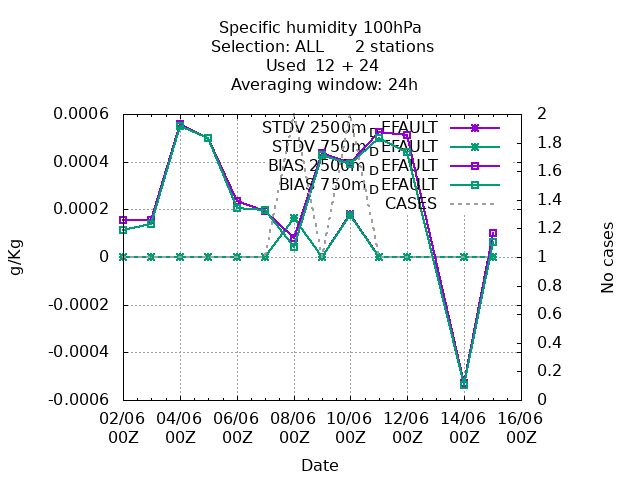 Specific humidity 100hPa
Selection: ALL 2 stations
Used 12 + 24
Averaging window: 24h
STDV 2500m_DEFAULT
STDV 750m_DEFAULT
BIAS 2500m_DEFAULT
BIAS 750m_DEFAULT
CASES
0.0006
0.0004
0.0002
0
-0.0002
-0.0004
-0.0006
g/Kg
2
1.8
1.6
1.4
1.2
1
0.8
0.6
0.4
0.2
0
No cases
02/06 04/06 06/06 08/06 10/06 12/06 14/06 16/06
00Z 00Z 00Z 00Z 00Z 00Z 00Z 00Z
Date